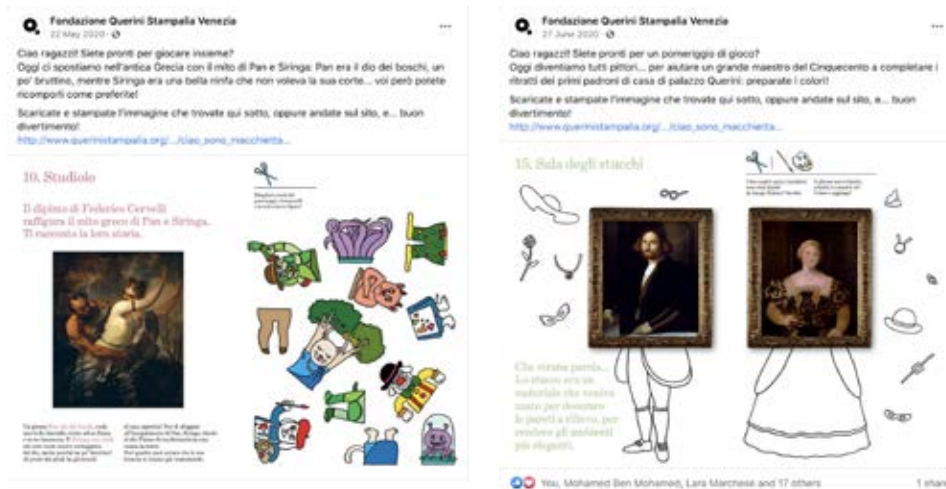 Fondazione Querini Stampalia Venezia
22 May 2020
Ciao ragazzi! Siete pronti per giocare insieme?
Oggi ci spostiamo nell'antica Grecia con il mito di Pan e Siringa: Pan era il dio dei boschi, un
po' bruttino, mentre Siringa era una bella ninfa che non voleva la sua corte... voi però potete
ricomporli come preferite!
Scaricate e stampate l'immagine che trovate qui sotto, oppure andate sul sito, e... buon
divertimento!
http://www.querinistampalia.org/.../ciao_sono_macchietta...
10. Studiolo
Il dipinto di Federico Cervelli
raffigura il mito greco di Pan e Siringa.
Ti racconto la loro storia.
Fondazione Querini Stampalia Venezia
27 June 2020
Ciao ragazzi! Siete pronti per un pomeriggio di gioco?
Oggi diventiamo tutti pittori... per aiutare un grande maestro del Cinquecento a completare i
ritratti dei primi padroni di casa di palazzo Querini: preparate i colori!
Scaricate e stampate l'immagine che trovate qui sotto, oppure andate sul sito, e... buon
divertimento!
http://www.querinistampalia.org/.../ciao_sono_macchietta...
15. Sala degli stucchi
Che strana parola...
Lo stucco era un
materiale che veniva
usato per decorare
le pareti a rilievo, per
rendere gli ambienti
più eleganti.
You, Mohamed Ben Mohamed, Lara Marchese and 17 others
1 share